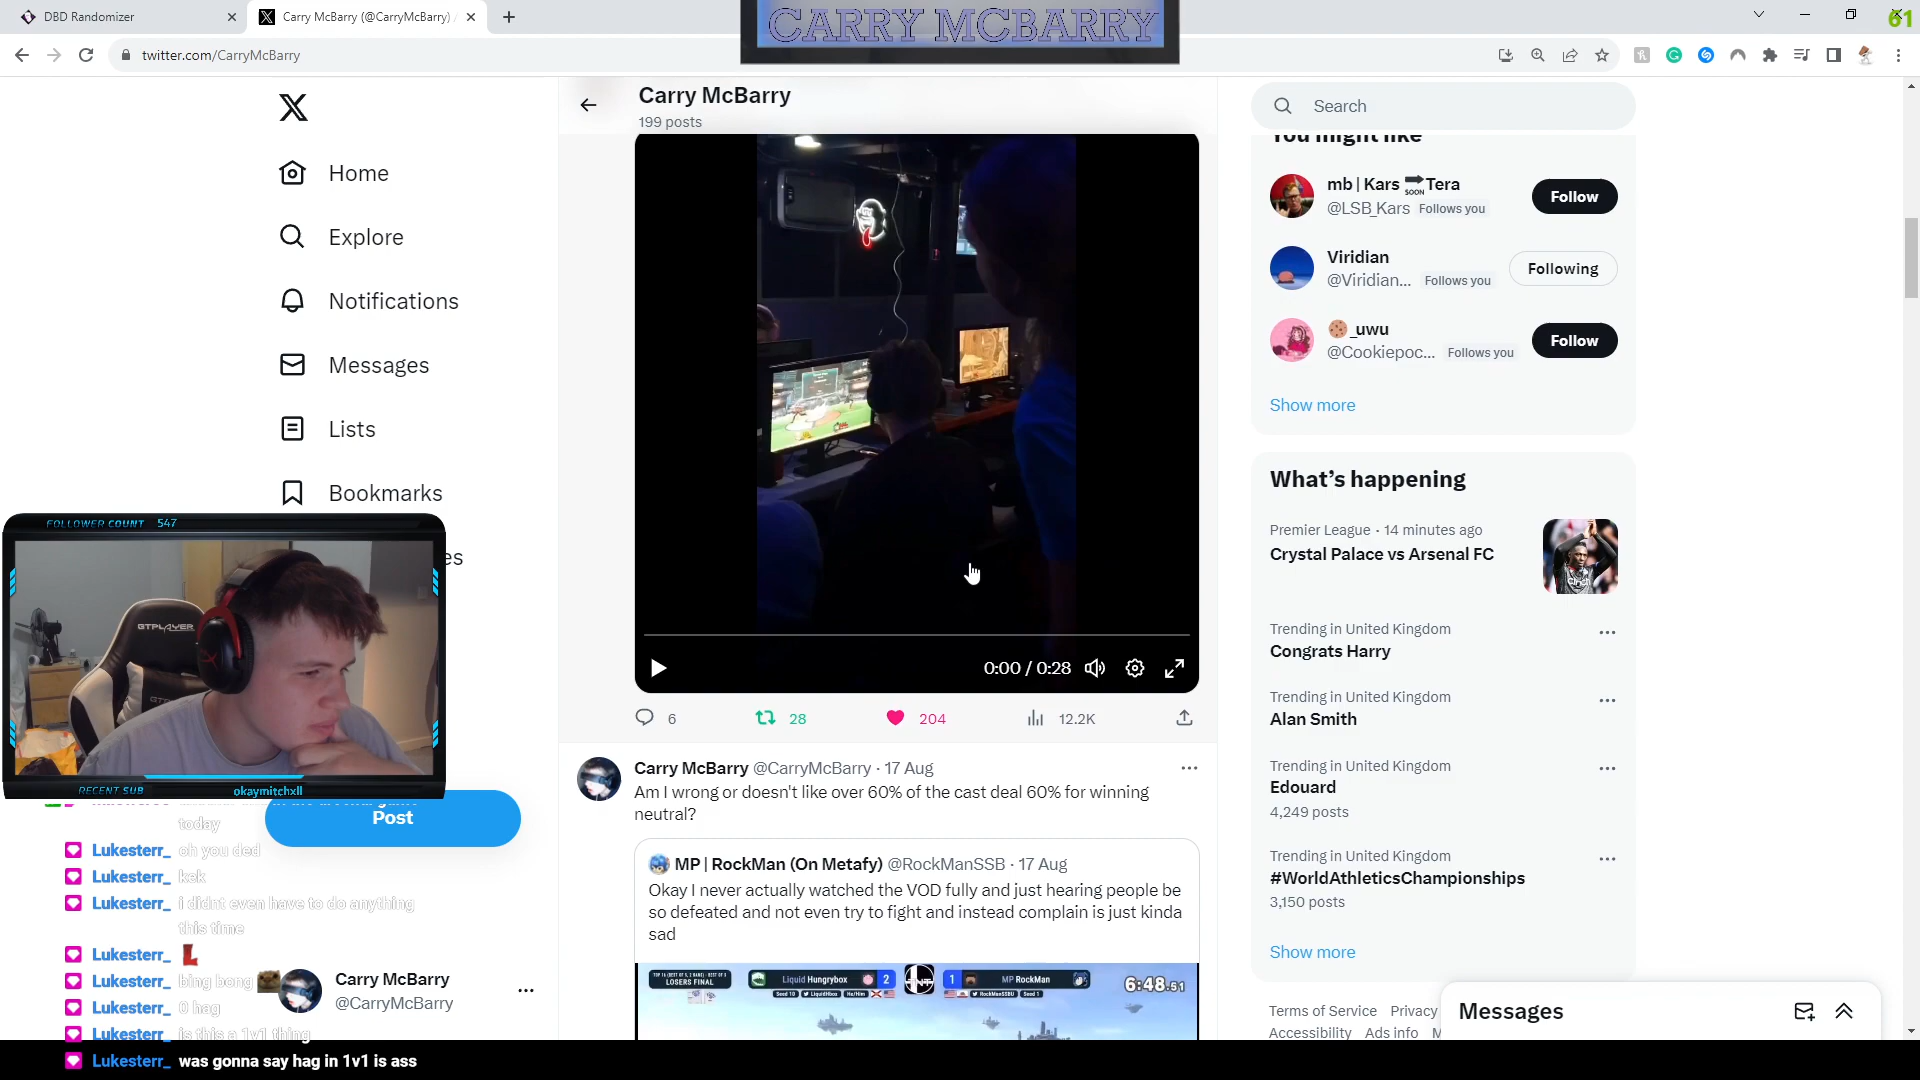 DBD Randomizer
Carry McBarry (@CarryMcBarry)
CARRY MCBARRY
61
twitter.com/CarryMcBarry
Carry McBarry
199 posts
Home
Explore
Notifications
Messages
Lists
Bookmarks
es
Post
Carry McBarry
@CarryMcBarry
FOLLOWER COUNT 547
GTPLAYER
RECENT SUB okaymitchxll
today
Lukesterr_ oh you ded
Lukesterr_ kek
Lukesterr_ i didnt even have to do anything
this time
Lukesterr_
Lukesterr_ bing bong
Lukesterr_ 0 hag
Lukesterr_ is this a 1v1 thing
Lukesterr_ was gonna say hag in 1v1 is ass
0:00 / 0:28
6 28 204 12.2K
Carry McBarry @CarryMcBarry · 17 Aug
Am I wrong or doesn't like over 60% of the cast deal 60% for winning
neutral?
MP | RockMan (On Metafy) @RockManSSB · 17 Aug
Okay I never actually watched the VOD fully and just hearing people be
so defeated and not even try to fight and instead complain is just kinda
sad
LOSERS FINAL
Liquid Hungrybox 2
1 MP RockMan
6:48.51
Search
You might like
mb | Kars SOON Tera
@LSB_Kars Follows you
Follow
Viridian
@Viridian... Follows you
Following
_uwu
@Cookiepoc... Follows you
Follow
Show more
What's happening
Premier League · 14 minutes ago
Crystal Palace vs Arsenal FC
Trending in United Kingdom
Congrats Harry
Trending in United Kingdom
Alan Smith
Trending in United Kingdom
Edouard
4,249 posts
Trending in United Kingdom
#WorldAthleticsChampionships
3,150 posts
Show more
Terms of Service Privacy
Accessibility Ads info
Messages